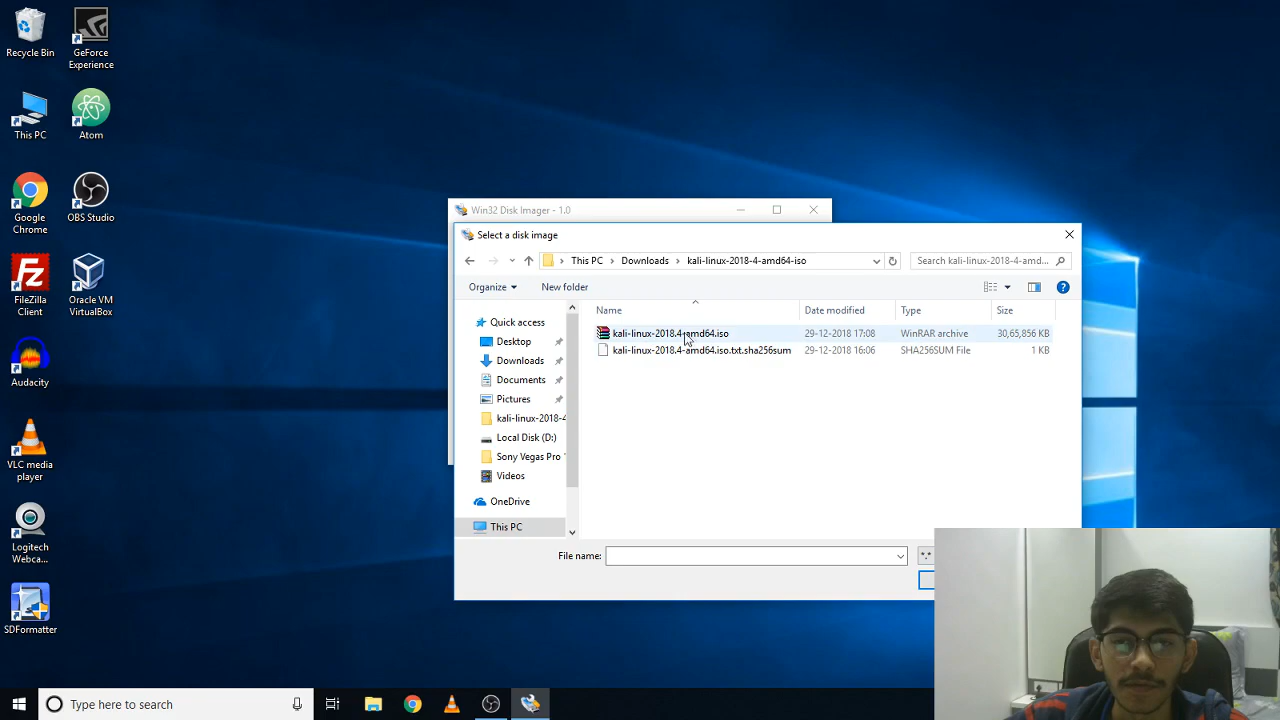 Recycle Bin
GeForce
Experience
This PC
Atom
Google
Chrome
OBS Studio
FileZilla
Client
Oracle VM
VirtualBox
Audacity
VLC media
player
Logitech
Webca...
SDFormatter
Win32 Disk Imager - 1.0
Select a disk image
This PC > Downloads > kali-linux-2018-4-amd64-iso
Search kali-linux-2018-4-amd...
Organize
New folder
Name
Date modified
Type
Size
kali-linux-2018.4-amd64.iso
29-12-2018 17:08
WinRAR archive
30,65,856 KB
kali-linux-2018.4-amd64.iso.txt.sha256sum
29-12-2018 16:06
SHA256SUM File
1 KB
Quick access
Desktop
Downloads
Documents
Pictures
kali-linux-2018-4
Local Disk (D:)
Sony Vegas Pro
Videos
OneDrive
This PC
File name:
*.*
Type here to search